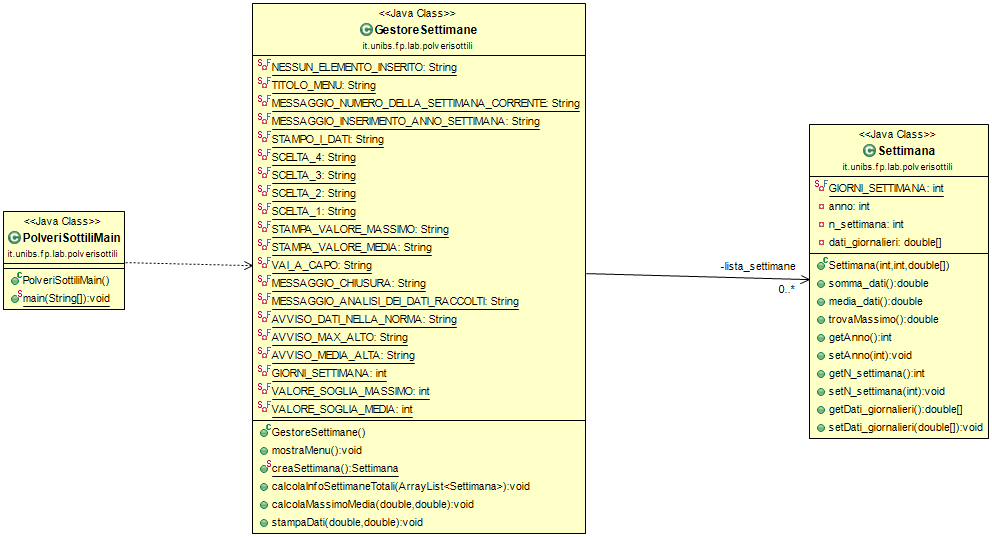 <<Java Class>>
PolveriSottiliMain
it.unibs.fp.lab.polverisottili
PolveriSottiliMain()
main(String[]):void
<<Java Class>>
GestoreSettimane
it.unibs.fp.lab.polverisottili
NESSUN_ELEMENTO_INSERITO: String
TITOLO_MENU: String
MESSAGGIO_NUMERO_DELLA_SETTIMANA_CORRENTE: String
MESSAGGIO_INSERIMENTO_ANNO_SETTIMANA: String
STAMPO_I_DATI: String
SCELTA_4: String
SCELTA_3: String
SCELTA_2: String
SCELTA_1: String
STAMPA_VALORE_MASSIMO: String
STAMPA_VALORE_MEDIA: String
VAI_A_CAPO: String
MESSAGGIO_CHIUSURA: String
MESSAGGIO_ANALISI_DEI_DATI_RACCOLTI: String
AVVISO_DATI_NELLA_NORMA: String
AVVISO_MAX_ALTO: String
AVVISO_MEDIA_ALTA: String
GIORNI_SETTIMANA: int
VALORE_SOGLIA_MASSIMO: int
VALORE_SOGLIA_MEDIA: int
GestoreSettimane()
mostraMenu():void
creaSettimana():Settimana
calcolaInfoSettimaneTotali(ArrayList<Settimana>):void
calcolaMassimoMedia(double,double):void
stampaDati(double,double):void
-lista_settimane
0..*
<<Java Class>>
Settimana
it.unibs.fp.lab.polverisottili
GIORNI_SETTIMANA: int
anno: int
n_settimana: int
dati_giornalieri: double[]
Settimana(int,int,double[])
somma_dati():double
media_dati():double
trovaMassimo():double
getAnno():int
setAnno(int):void
getN_settimana():int
setN_settimana(int):void
getDati_giornalieri():double[]
setDati_giornalieri(double[]):void